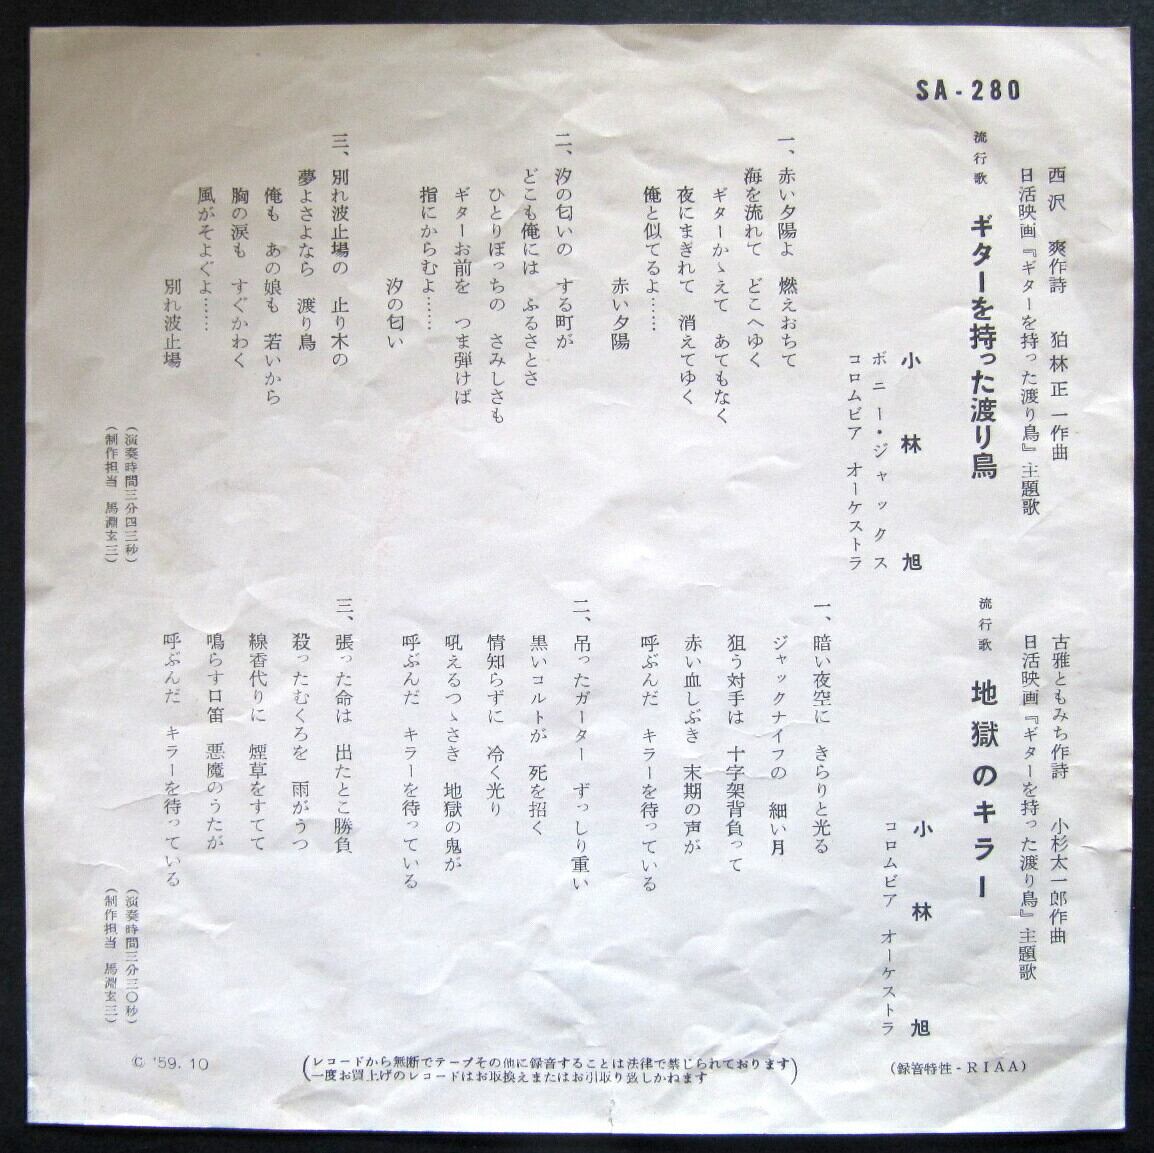 SA-280
西沢 爽作詩 狛林正一作曲
日活映画『ギターを持った渡り鳥』主題歌
流行歌 ギターを持った渡り鳥
小林旭
ボニー・ジャックス
コロムビア オーケストラ
一、赤い夕陽よ 燃えおちて
海を流れて どこへゆく
ギターかゝえて あてもなく
夜にまぎれて 消えてゆく
俺と似てるよ……
赤い夕陽
二、汐の匂いの する町が
どこも俺には ふるさとさ
ひとりぼっちの さみしさも
ギターお前を つま弾けば
指にからむよ……
汐の匂い
三、別れ波止場の 止り木の
夢よさよなら 渡り鳥
俺も あの娘も 若いから
胸の涙も すぐかわく
風がそよぐよ……
別れ波止場
(演奏時間三分四三秒)
(制作担当 馬淵玄三)
古雅ともみち作詩 小杉太一郎作曲
日活映画『ギターを持った渡り鳥』主題歌
流行歌 地獄のキラー
小林旭
コロムビア オーケストラ
一、暗い夜空に きらりと光る
ジャックナイフの 細い月
狙う対手は 十字架背負って
赤い血しぶき 末期の声が
呼ぶんだ キラーを待っている
二、吊ったガーター ずっしり重い
黒いコルトが 死を招く
情知らずに 冷く光り
吼えるつゝさき 地獄の鬼が
呼ぶんだ キラーを待っている
三、張った命は 出たとこ勝負
殺ったむくろを 雨がうつ
線香代りに 煙草をすてて
鳴らす口笛 悪魔のうたが
呼ぶんだ キラーを待っている
(演奏時間三分三〇秒)
(制作担当 馬淵玄三)
(録音特性-RIAA)
(レコードから無断でテープその他に録音することは法律で禁じられております
一度お買上げのレコードはお取換えまたはお引取り致しかねます)
© '59.10